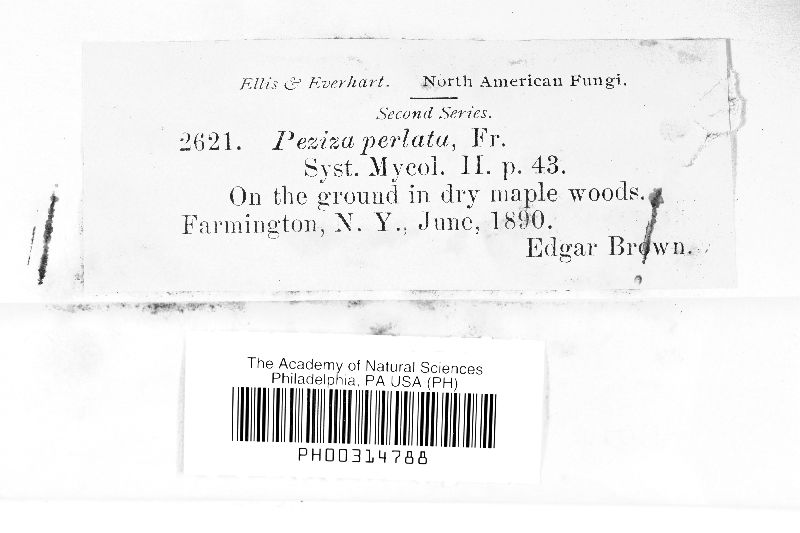 Ellis & Everhart. North American Fungi.
Second Series.
2621. Peziza perlata, Fr.
Syst. Mycol. II. p. 43.
On the ground in dry maple woods.
Farmington, N. Y., June, 1890.
Edgar Brown.
The Academy of Natural Sciences
Philadelphia, PA USA (PH)
PH00314788